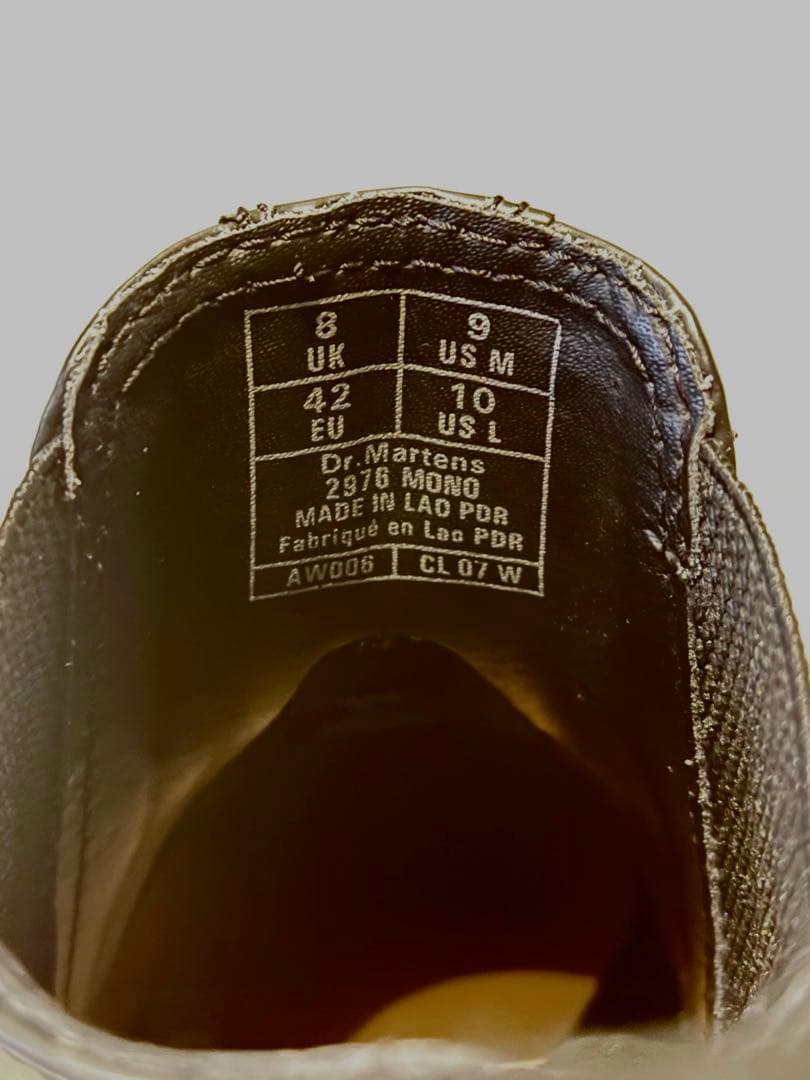 8 9
UK US M
42 10
EU US L
Dr.Martens
2976 MONO
MADE IN LAO PDR
Fabriqué en Lao PDR
AW006 CL 07 W